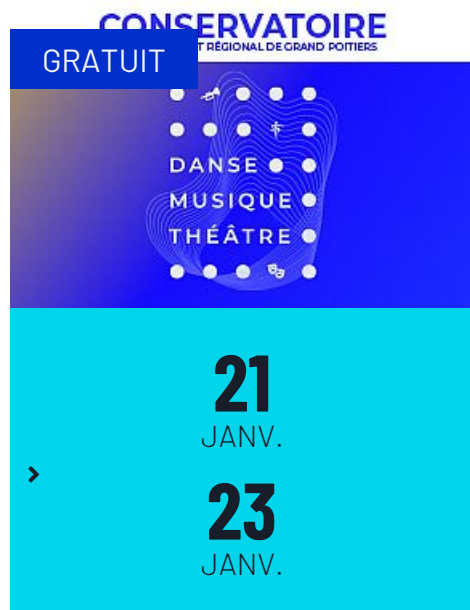 CONSERVATOIRE
GRATUIT
RÉGIONAL DE GRAND POITIERS
DANSE
MUSIQUE
THÉÂTRE
21
JANV.
23
JANV.